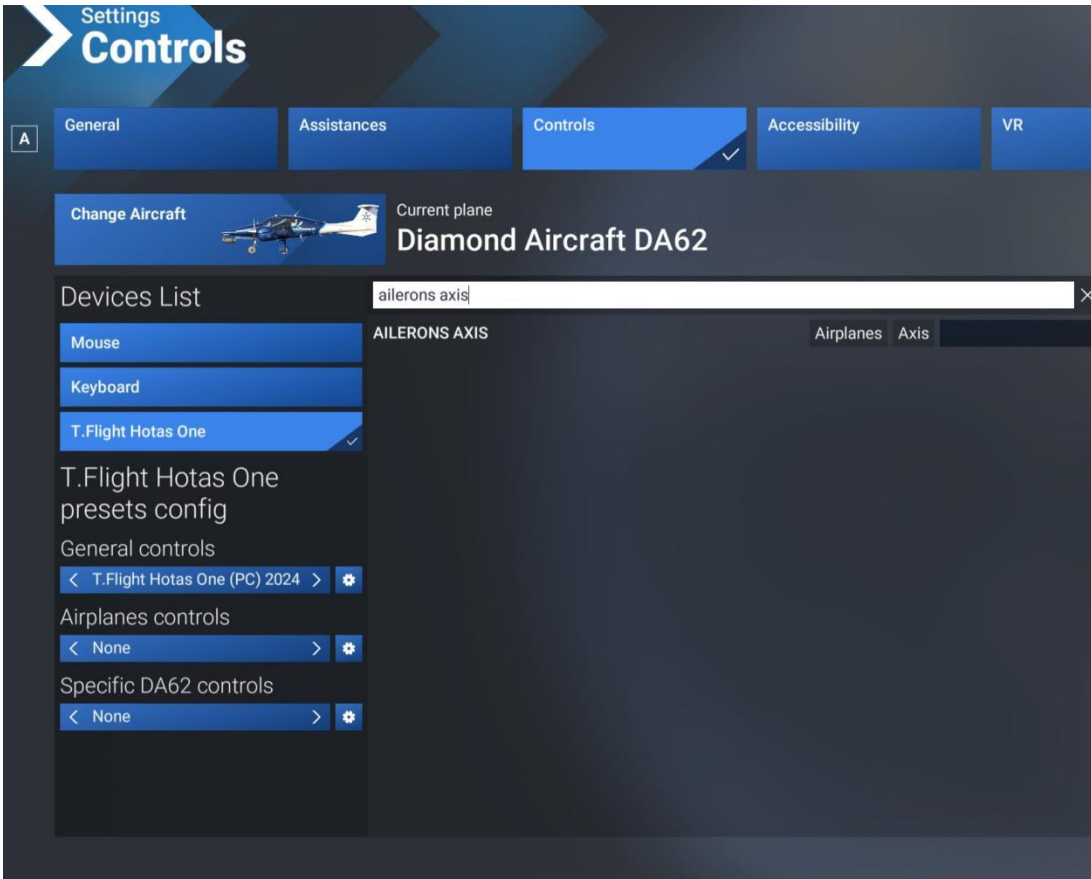 Settings
Controls
A
General
Assistances
Controls
Accessibility
VR
Change Aircraft
Current plane
Diamond Aircraft DA62
Devices List
ailerons axis
Mouse
AILERONS AXIS
Airplanes
Axis
Keyboard
T.Flight Hotas One
T.Flight Hotas One
presets config
General controls
T.Flight Hotas One (PC) 2024
Airplanes controls
None
Specific DA62 controls
None